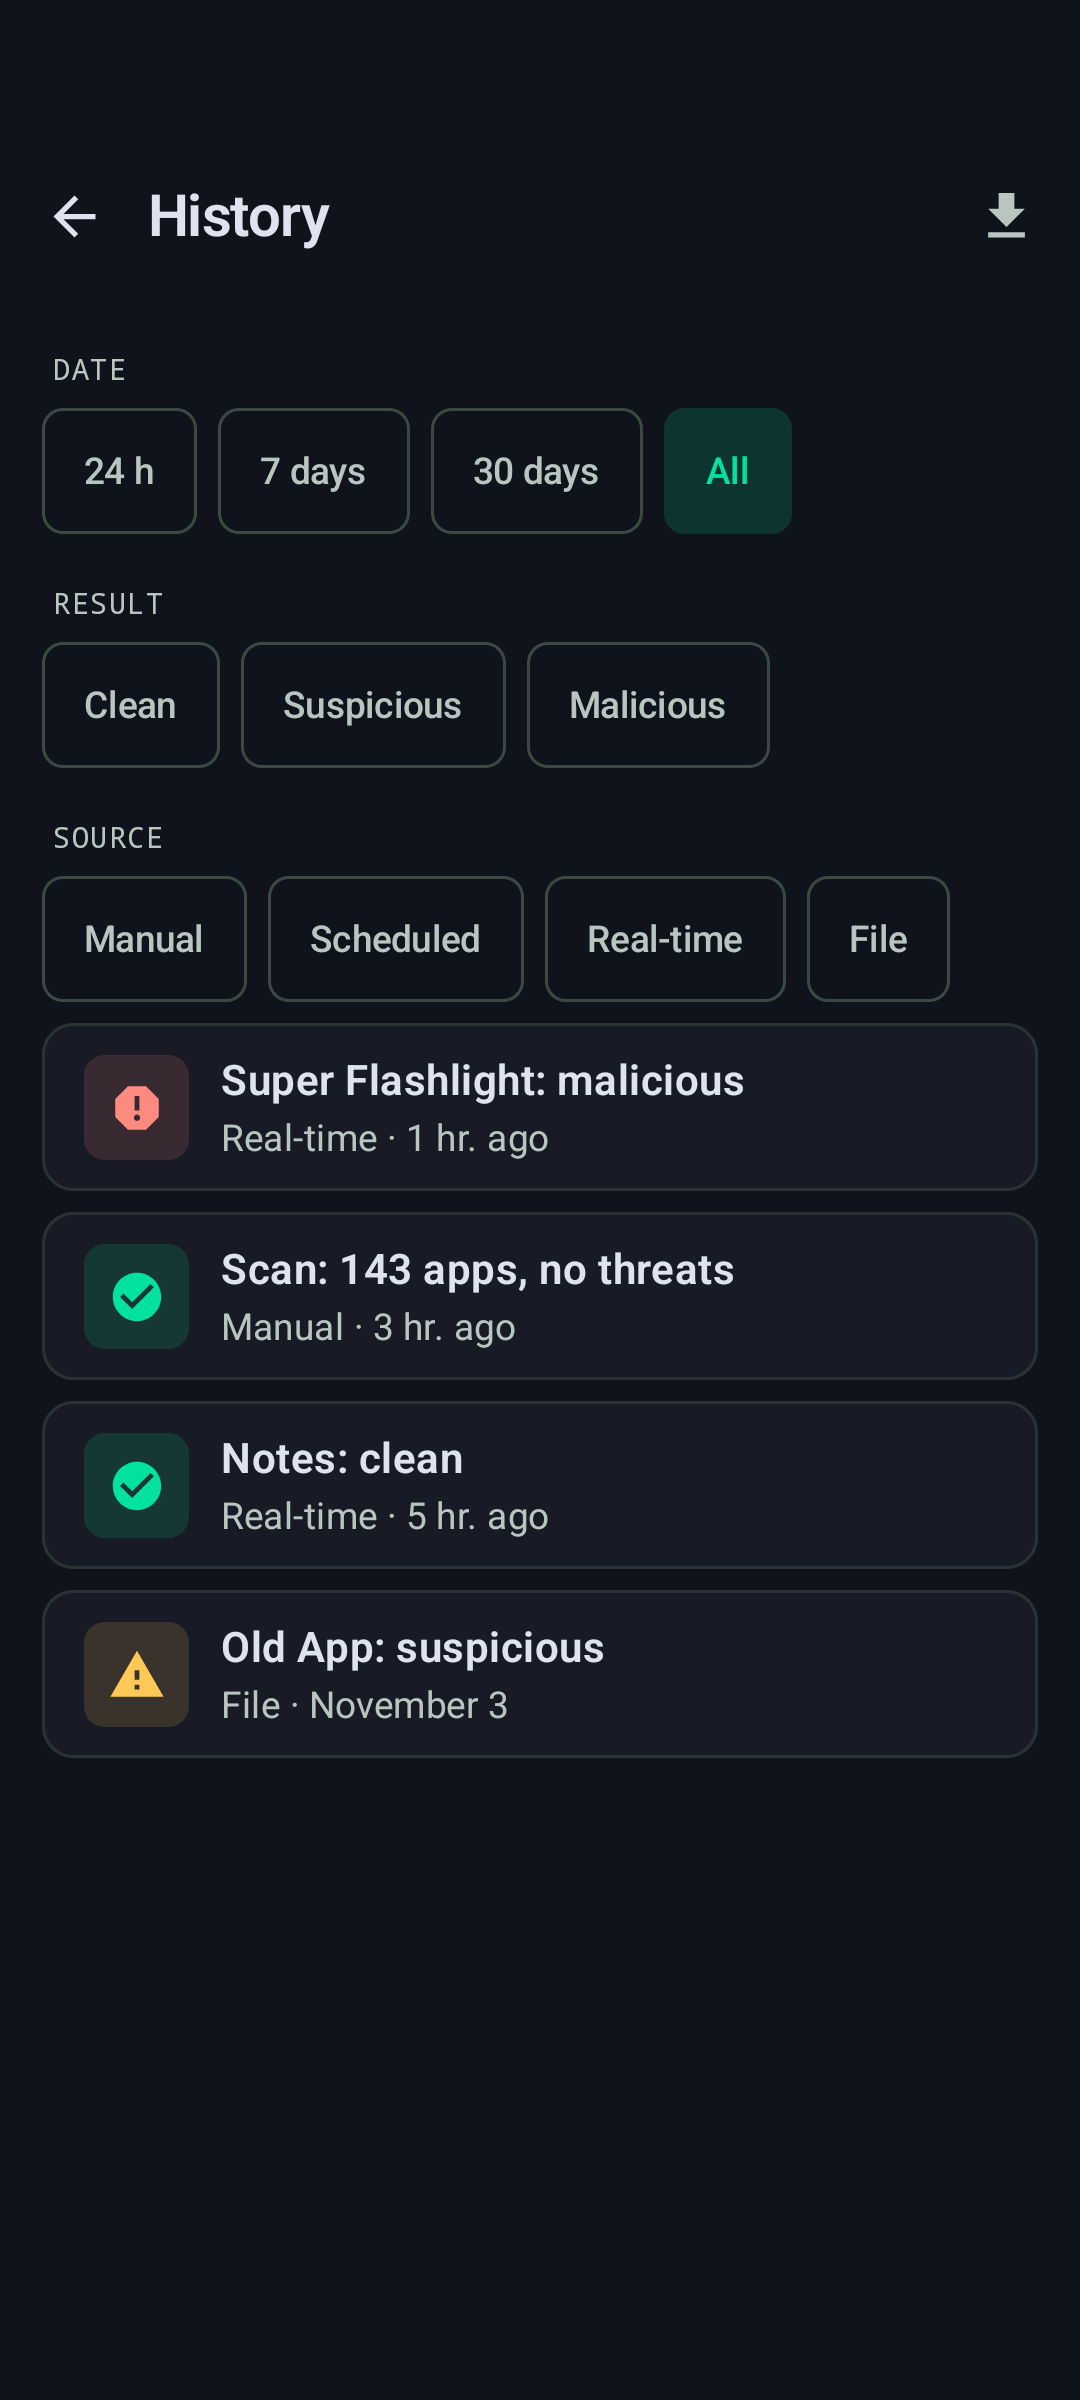 History
DATE
24 h
7 days
30 days
All
RESULT
Clean
Suspicious
Malicious
SOURCE
Manual
Scheduled
Real-time
File
Super Flashlight: malicious
Real-time · 1 hr. ago
Scan: 143 apps, no threats
Manual · 3 hr. ago
Notes: clean
Real-time · 5 hr. ago
Old App: suspicious
File · November 3